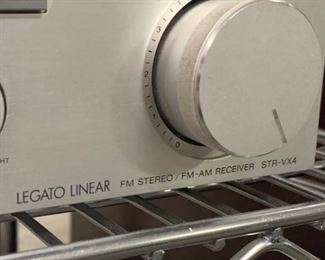 LEGATO LINEAR FM STEREO / FM-AM RECEIVER STR-VX4